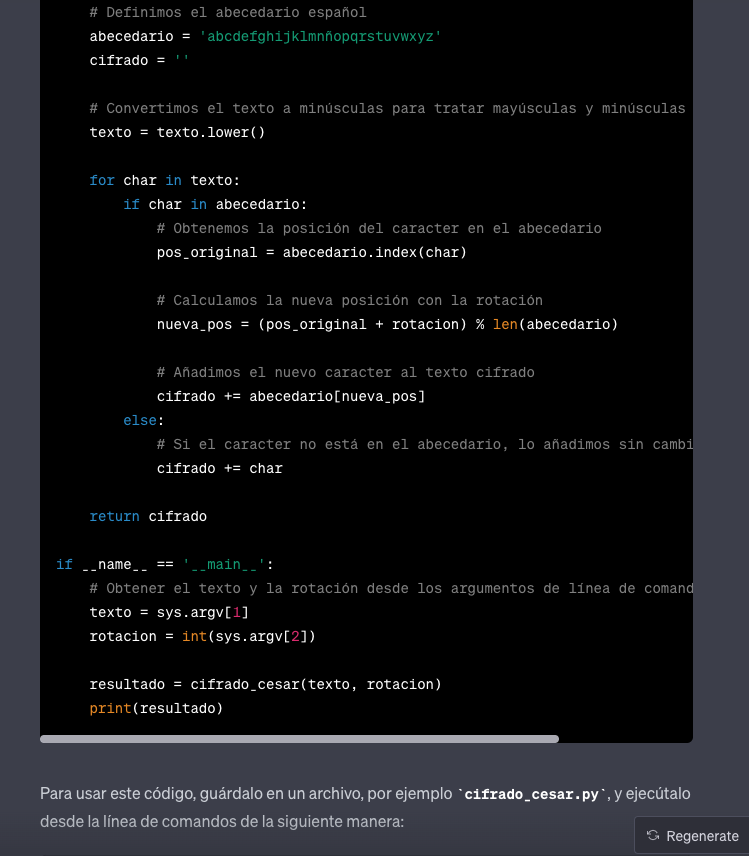 # Definimos el abecedario español
abecedario = 'abcdefghijklmnñopqrstuvwxyz'
cifrado = ''
# Convertimos el texto a minúsculas para tratar mayúsculas y minúsculas
texto = texto.lower()
for char in texto:
if char in abecedario:
# Obtenemos la posición del caracter en el abecedario
pos_original = abecedario.index(char)
# Calculamos la nueva posición con la rotación
nueva_pos = (pos_original + rotacion) % len(abecedario)
# Añadimos el nuevo caracter al texto cifrado
cifrado += abecedario[nueva_pos]
else:
# Si el caracter no está en el abecedario, lo añadimos sin cambi
cifrado += char
return cifrado
if __name__ == '__main__':
# Obtener el texto y la rotación desde los argumentos de línea de comand
texto = sys.argv[1]
rotacion = int(sys.argv[2])
resultado = cifrado_cesar(texto, rotacion)
print(resultado)
Para usar este código, guárdalo en un archivo, por ejemplo `cifrado_cesar.py`, y ejecútalo
desde la línea de comandos de la siguiente manera:
Regenerate